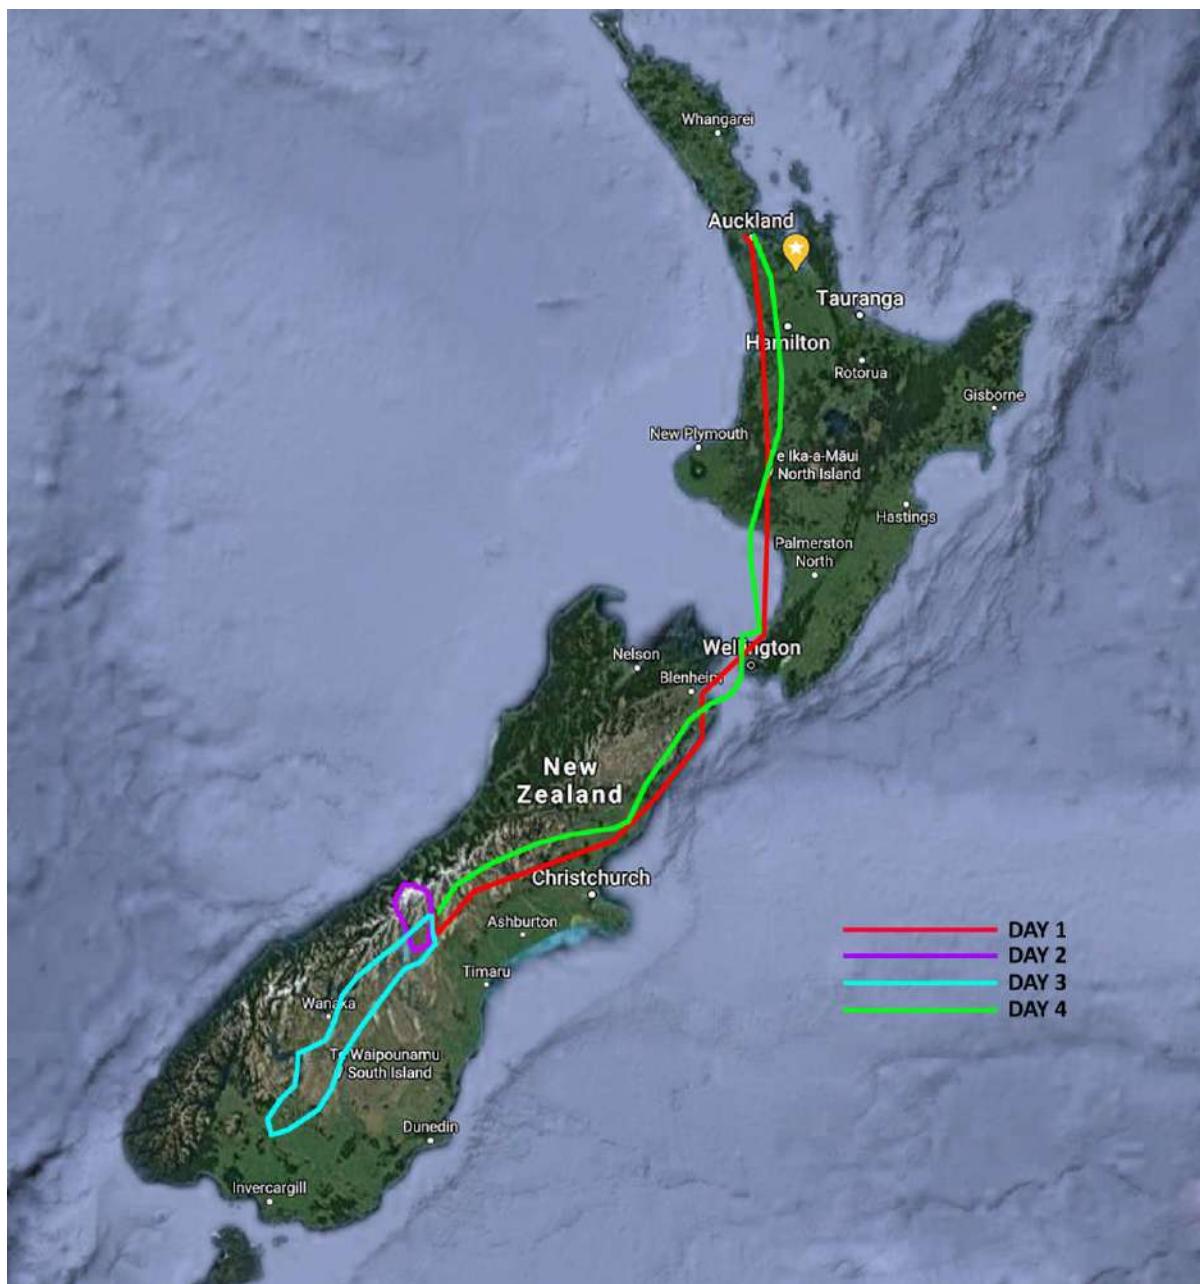 Whangarei
Auckland
Tauranga
Hamilton
Rotorua
Gisborne
New Plymouth
e Ika-a-Māui
North Island
Hastings
Palmerston
North
Wellington
Nelson
Blenheim
New
Zealand
Christchurch
Ashburton
DAY 1
DAY 2
Timaru
DAY 3
Wanaka
DAY 4
Te Waipounamu
South Island
Dunedin
Invercargill